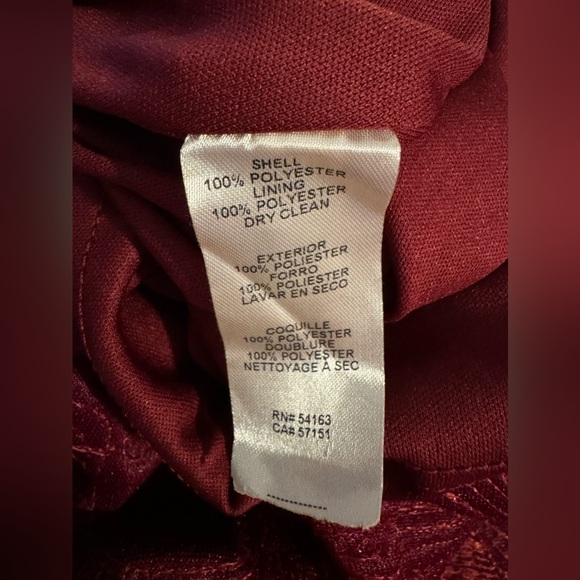 SHELL
100% POLYESTER
LINING
100% POLYESTER
DRY CLEAN
EXTERIOR
100% POLIESTER
FORRO
100% POLIESTER
LAVAR EN SECO
COQUILLE
100% POLYESTER
DOUBLURE
100% POLYESTER
NETTOYAGE À SEC
RN# 54163
CA# 57151